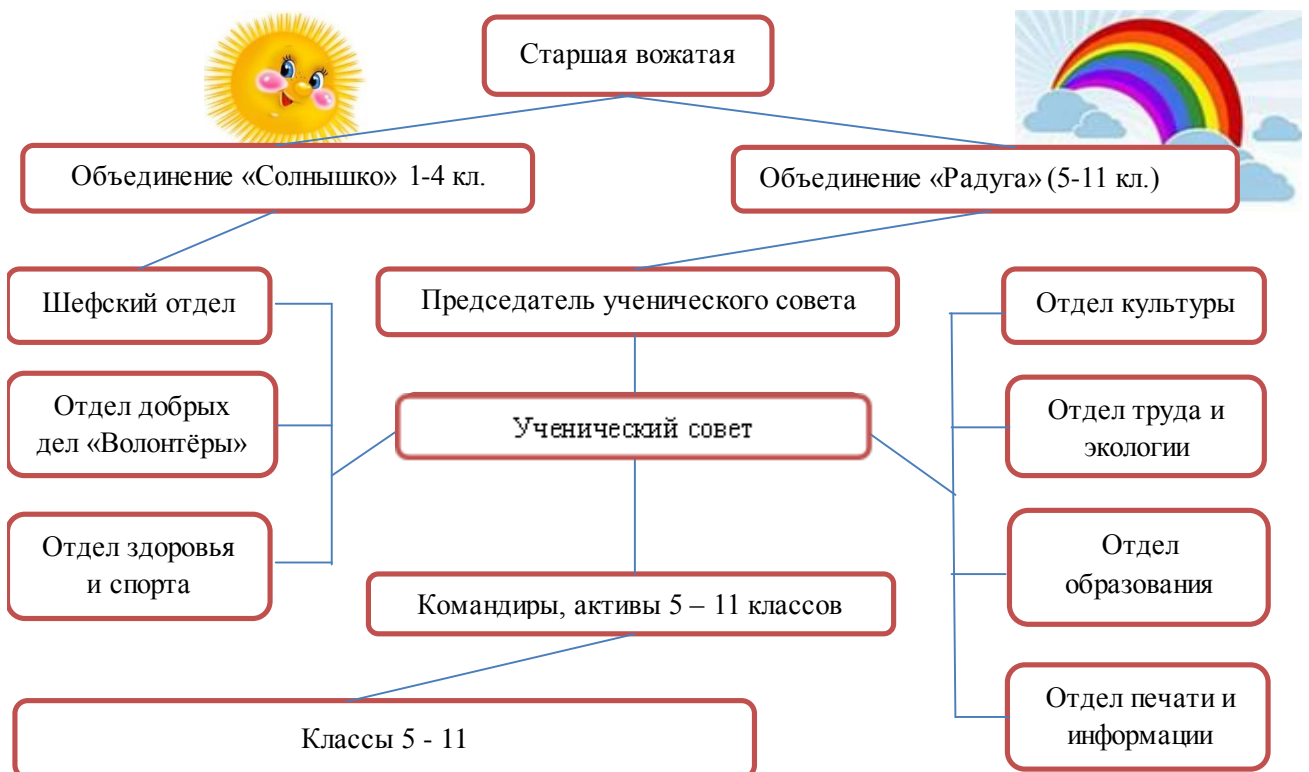 Старшая вожатая
Объединение «Солнышко» 1-4 кл.
Объединение «Радуга» (5-11 кл.)
Шефский отдел
Председатель ученического совета
Отдел культуры
Отдел добрых
дел «Волонтёры»
Ученический совет
Отдел труда и
экологии
Отдел здоровья
и спорта
Отдел
образования
Командиры, активы 5 – 11 классов
Отдел печати и
информации
Классы 5 - 11